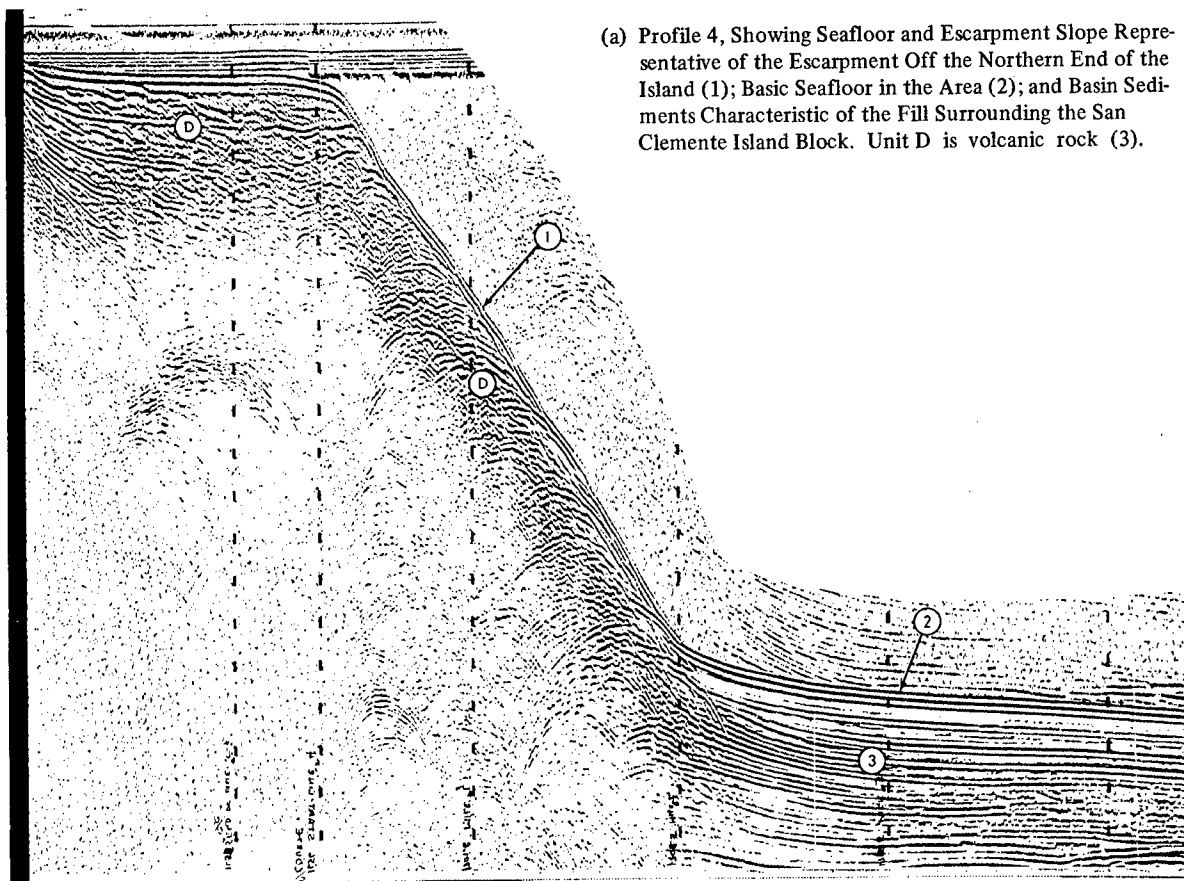 (a) Profile 4, Showing Seafloor and Escarpment Slope Repre-
sentative of the Escarpment Off the Northern End of the
Island (1); Basic Seafloor in the Area (2); and Basin Sedi-
ments Characteristic of the Fill Surrounding the San
Clemente Island Block. Unit D is volcanic rock (3).
D
1
D
2
3